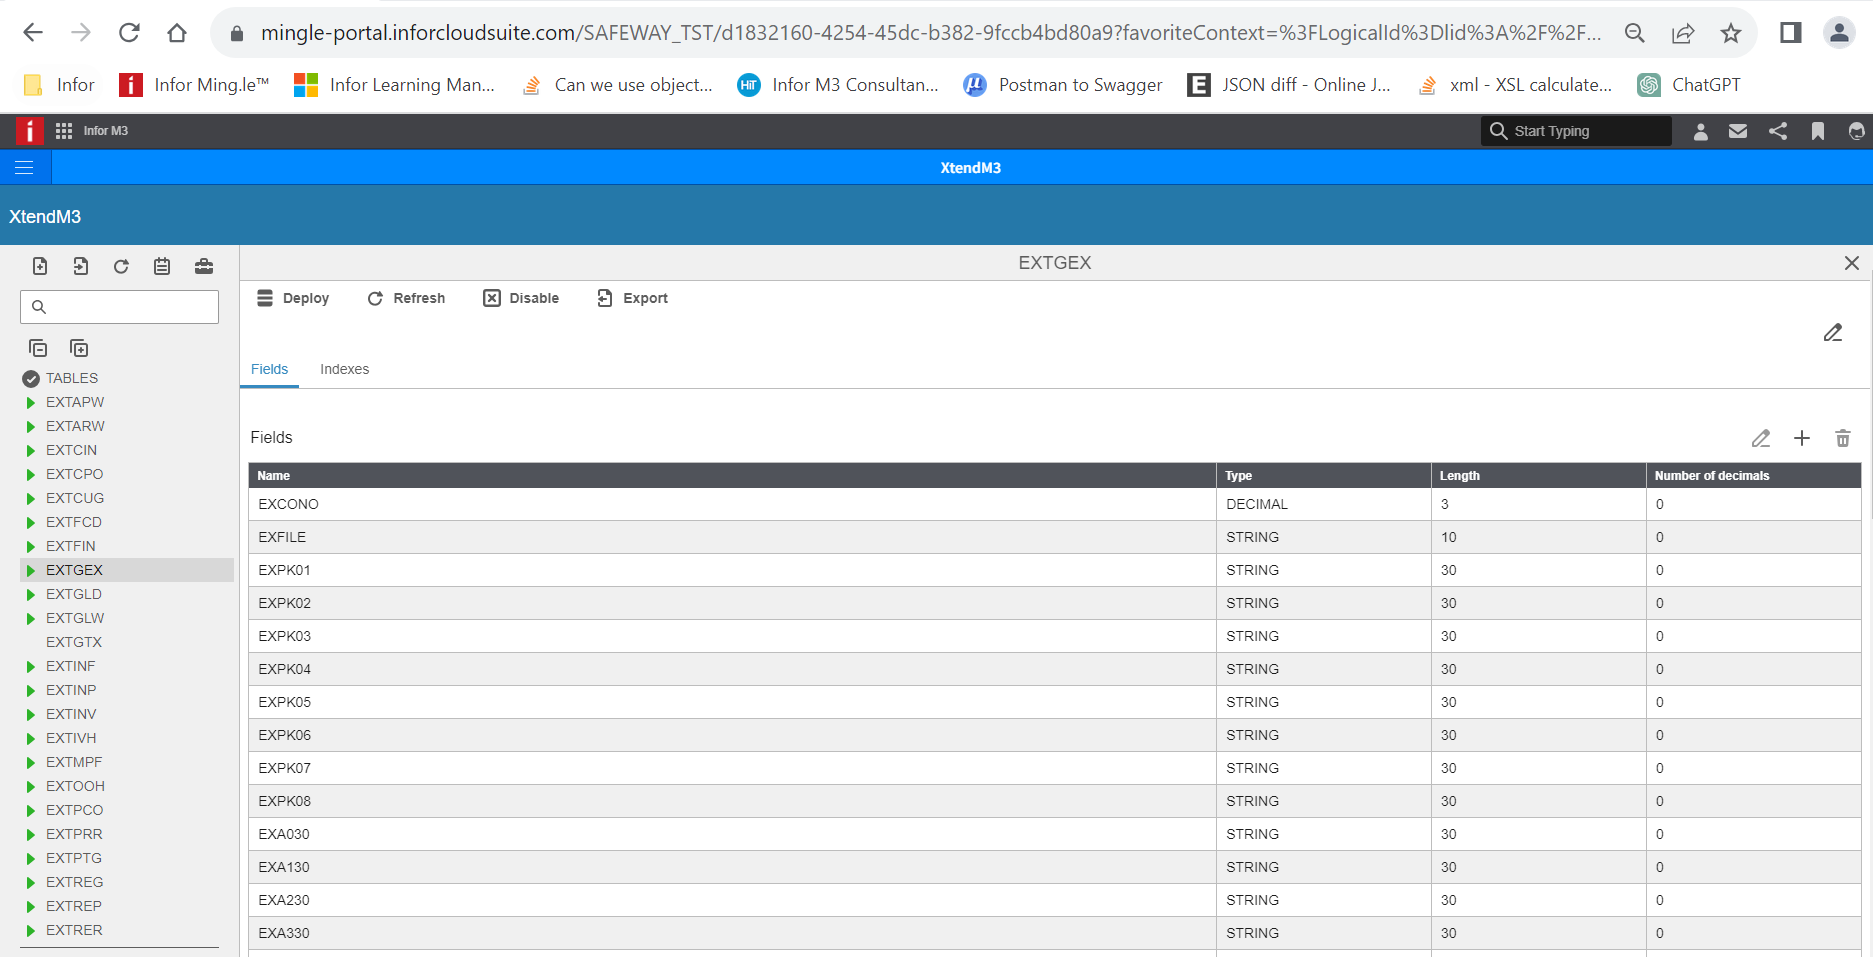 mingle-portal.inforcloudsuite.com/SAFEWAY_TST/d1832160-4254-45dc-b382-9fccb4bd80a9?favoriteContext=%3FLogicalId%3Dlid%3A%2F%2F...
Infor
Infor Ming.le™
Infor Learning Man...
Can we use object...
HiT
Infor M3 Consultan...
Postman to Swagger
E
JSON diff - Online J...
xml - XSL calculate...
ChatGPT
Infor M3
Start Typing
XtendM3
XtendM3
EXTGEX
Deploy
Refresh
Disable
Export
Fields
Indexes
TABLES
EXTAPW
EXTARW
EXTCIN
EXTCPO
EXTCUG
EXTFCD
EXTFIN
EXTGEX
EXTGLD
EXTGLW
EXTGTX
EXTINF
EXTINP
EXTINV
EXTIVH
EXTMPF
EXTOOH
EXTPCO
EXTPRR
EXTPTG
EXTREG
EXTREP
EXTRER
Fields
Name Type Length Number of decimals
EXCONO DECIMAL 3 0
EXFILE STRING 10 0
EXPK01 STRING 30 0
EXPK02 STRING 30 0
EXPK03 STRING 30 0
EXPK04 STRING 30 0
EXPK05 STRING 30 0
EXPK06 STRING 30 0
EXPK07 STRING 30 0
EXPK08 STRING 30 0
EXA030 STRING 30 0
EXA130 STRING 30 0
EXA230 STRING 30 0
EXA330 STRING 30 0